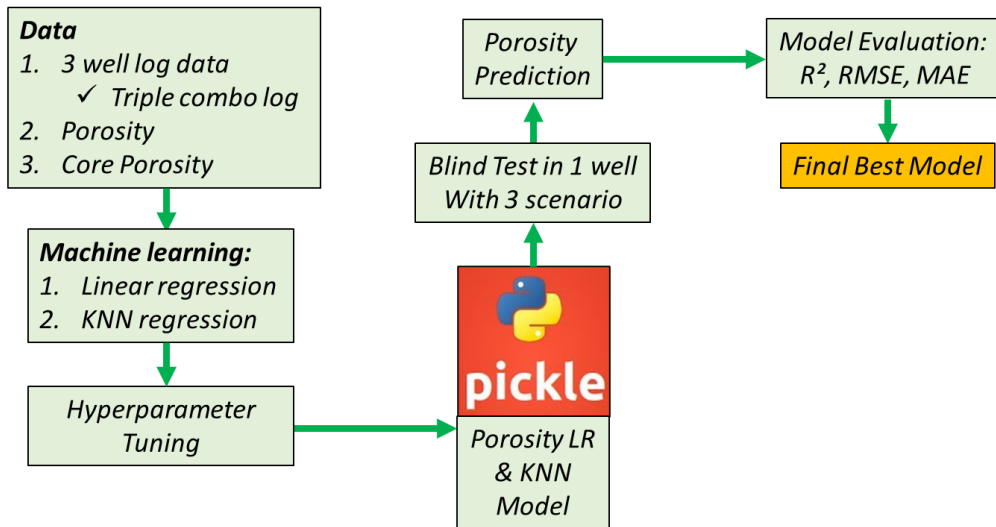 Data
1. 3 well log data
✓ Triple combo log
2. Porosity
3. Core Porosity
Machine learning:
1. Linear regression
2. KNN regression
Hyperparameter
Tuning
pickle
Porosity LR
& KNN
Model
Blind Test in 1 well
With 3 scenario
Porosity
Prediction
Model Evaluation:
R², RMSE, MAE
Final Best Model